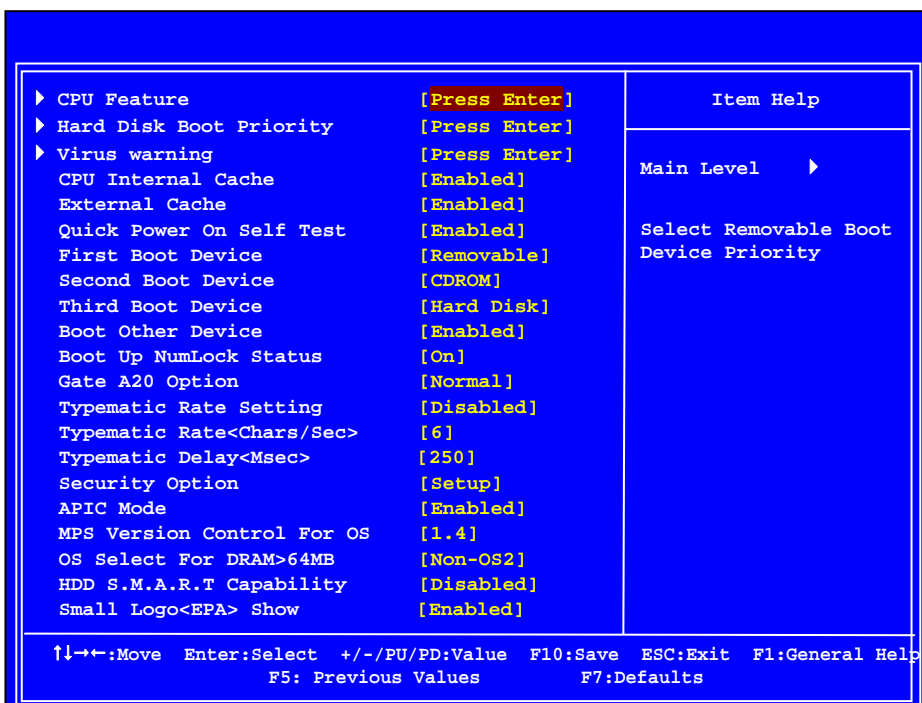 CPU Feature [Press Enter] Item Help
Hard Disk Boot Priority [Press Enter]
Virus warning [Press Enter] Main Level
CPU Internal Cache [Enabled]
External Cache [Enabled]
Quick Power On Self Test [Enabled] Select Removable Boot
First Boot Device [Removable] Device Priority
Second Boot Device [CDROM]
Third Boot Device [Hard Disk]
Boot Other Device [Enabled]
Boot Up NumLock Status [On]
Gate A20 Option [Normal]
Typematic Rate Setting [Disabled]
Typematic Rate<Chars/Sec> [6]
Typematic Delay<Msec> [250]
Security Option [Setup]
APIC Mode [Enabled]
MPS Version Control For OS [1.4]
OS Select For DRAM>64MB [Non-OS2]
HDD S.M.A.R.T Capability [Disabled]
Small Logo<EPA> Show [Enabled]
↑↓→←:Move Enter:Select +/-/PU/PD:Value F10:Save ESC:Exit F1:General Help
F5: Previous Values F7:Defaults